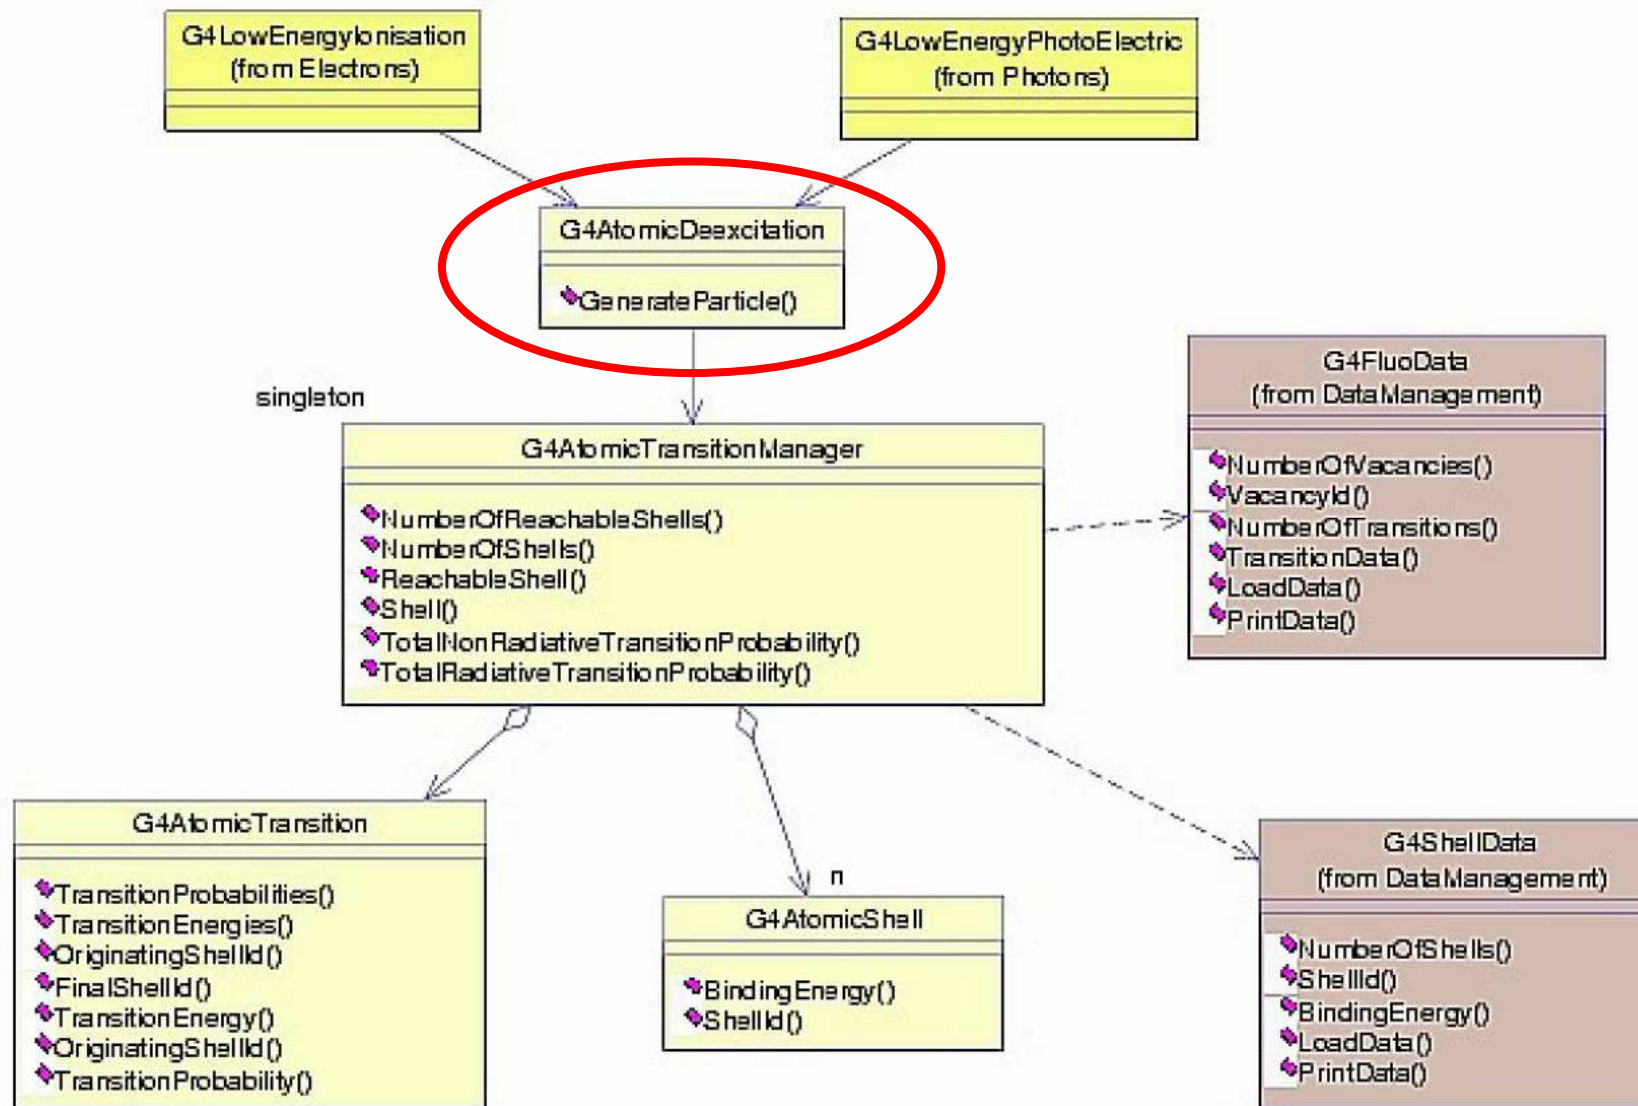 G4LowEnergyIonisation
(from Electrons)
G4LowEnergyPhotoElectric
(from Photons)
G4AtomicDeexcitation
GenerateParticle()
singleton
G4AtomicTransitionManager
NumberOfReachableShells()
NumberOfShells()
ReachableShell()
Shell()
TotalNonRadiativeTransitionProbability()
TotalRadiativeTransitionProbability()
G4FluoData
(from DataManagement)
NumberOfVacancies()
VacancyId()
NumberOfTransitions()
TransitionData()
LoadData()
PrintData()
G4AtomicTransition
TransitionProbabilities()
TransitionEnergies()
OriginatingShellId()
FinalShellId()
TransitionEnergy()
OriginatingShellId()
TransitionProbability()
n
G4AtomicShell
BindingEnergy()
ShellId()
G4ShellData
(from DataManagement)
NumberOfShells()
ShellId()
BindingEnergy()
LoadData()
PrintData()